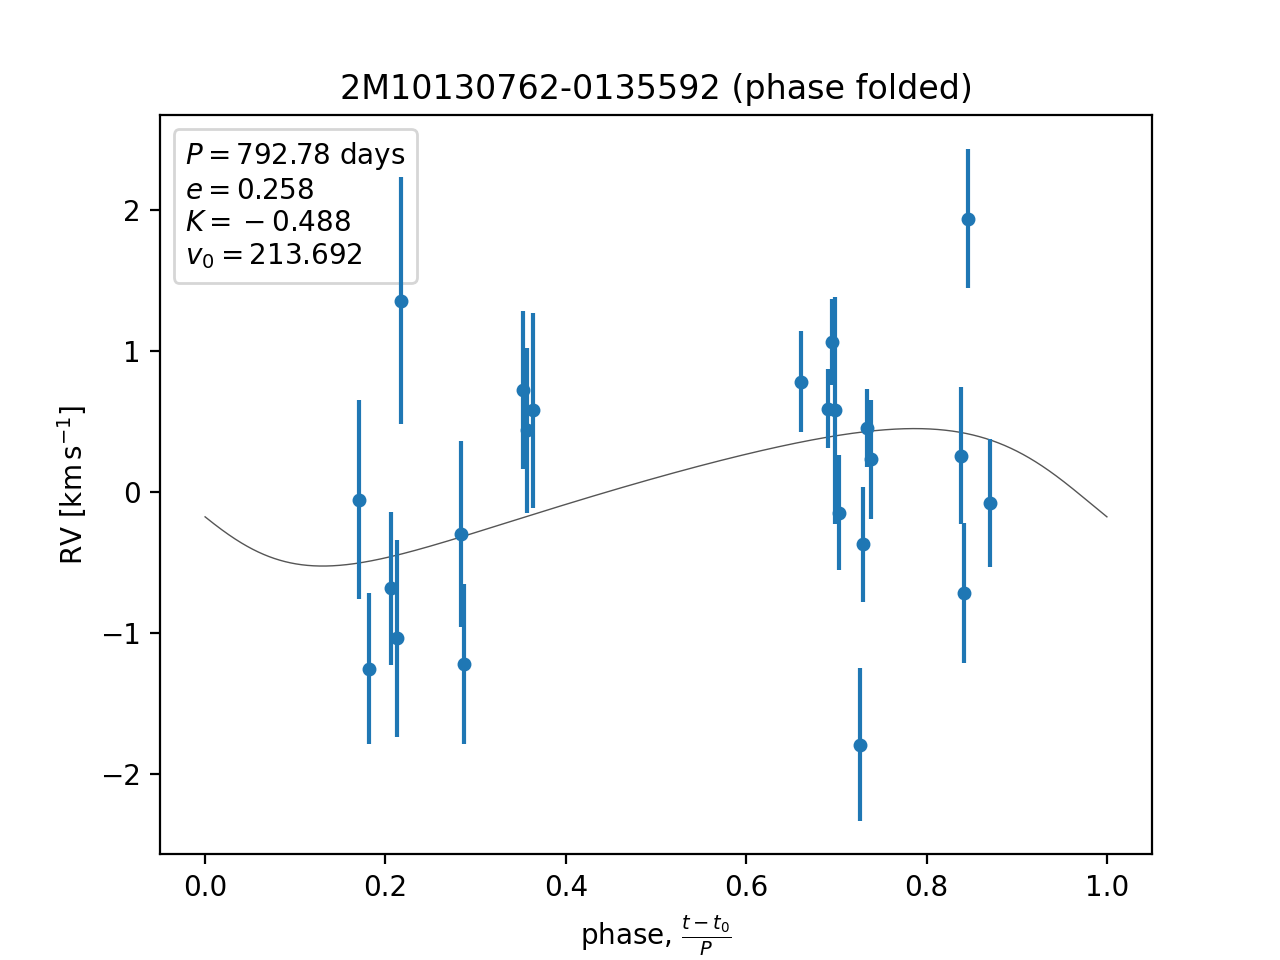 2M10130762-0135592 (phase folded)
P = 792.78 days
e = 0.258
K = −0.488
v₀ = 213.692
2
1
0
−1
−2
RV [km s⁻¹]
0.0 0.2 0.4 0.6 0.8 1.0
phase, (t − t₀)/P